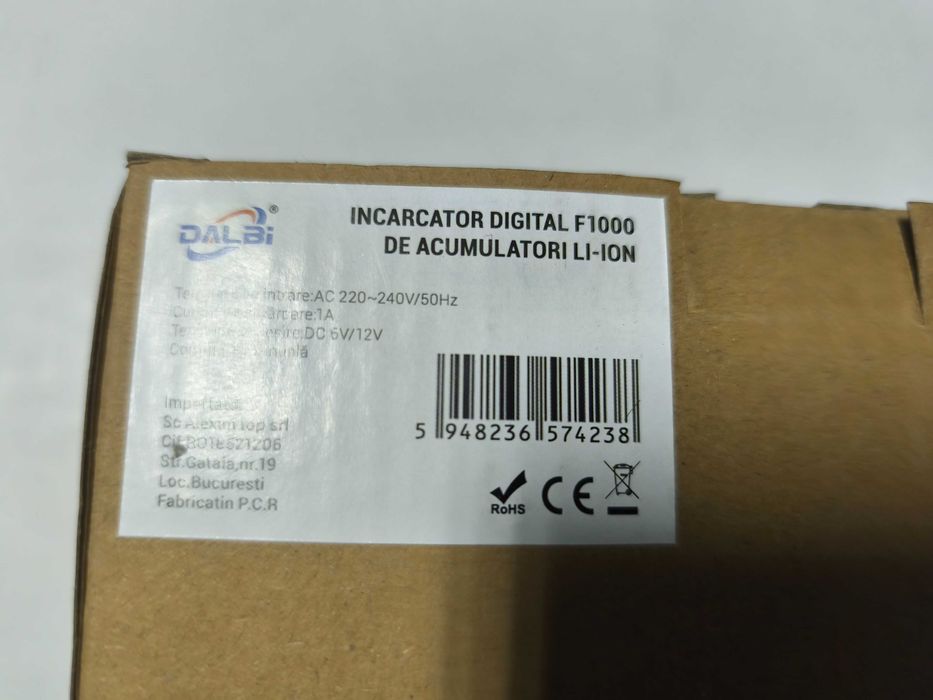 DALBi®
INCARCATOR DIGITAL F1000
DE ACUMULATORI LI-ION
intrare:AC 220~240V/50Hz
1A
DC 6V/12V
Sc Alexim top srl
Str.Gataia,nr.19
Loc.Bucuresti
Fabricatin P.C.R
5 948236 574238
RoHS
CE